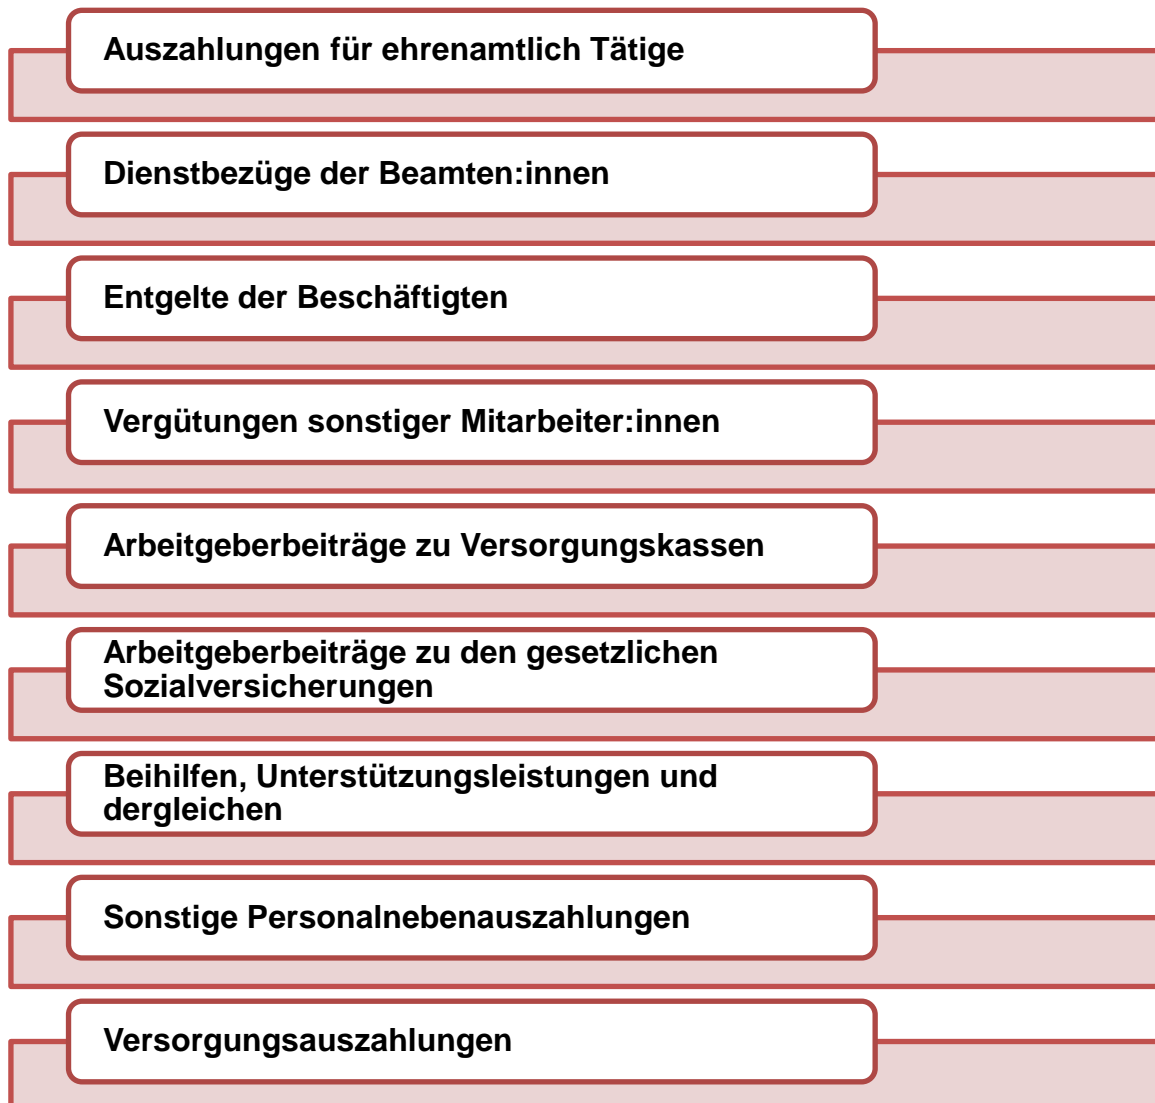 Auszahlungen für ehrenamtlich Tätige
Dienstbezüge der Beamten:innen
Entgelte der Beschäftigten
Vergütungen sonstiger Mitarbeiter:innen
Arbeitgeberbeiträge zu Versorgungskassen
Arbeitgeberbeiträge zu den gesetzlichen
Sozialversicherungen
Beihilfen, Unterstützungsleistungen und
dergleichen
Sonstige Personalnebenauszahlungen
Versorgungsauszahlungen